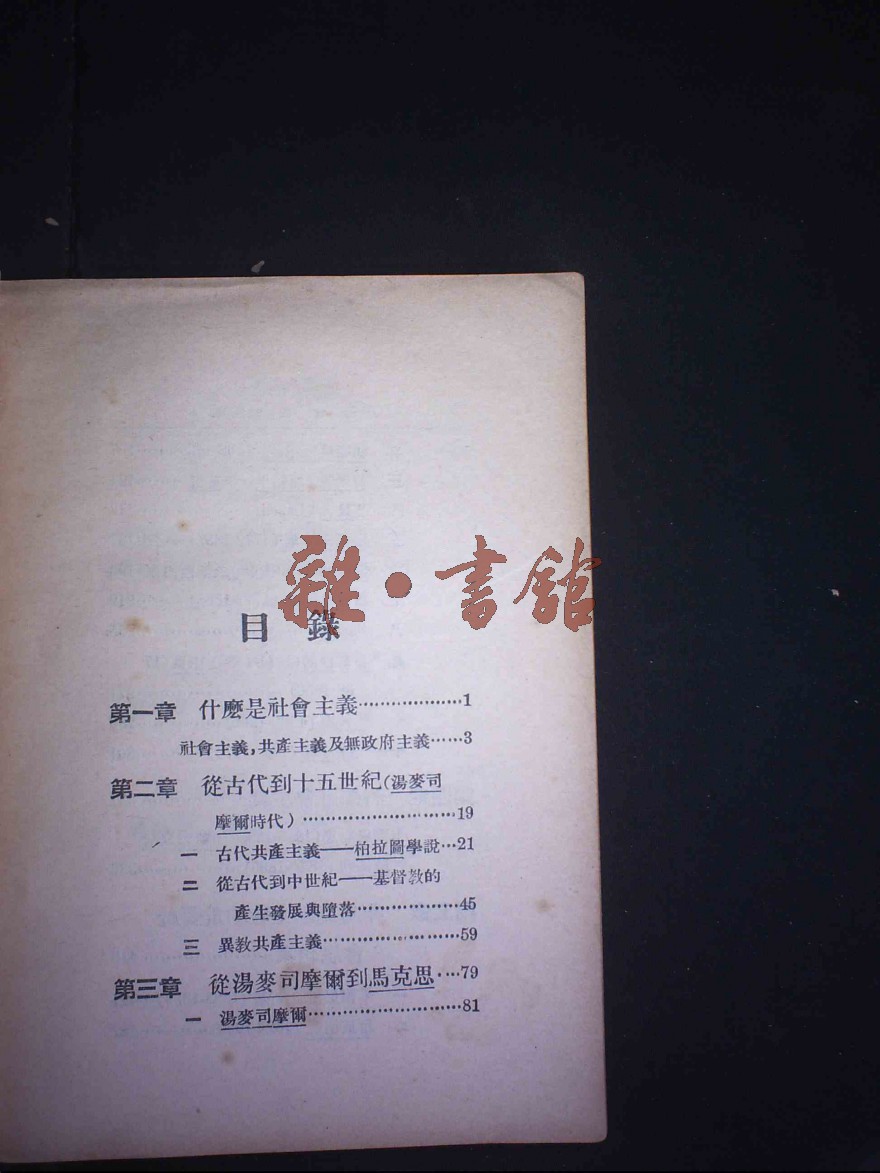 雜·書館
目 錄
第一章 什麼是社會主義···················1
社會主義，共產主義及無政府主義······3
第二章 從古代到十五世紀（湯麥司
摩爾時代）···························19
一 古代共產主義——柏拉圖學說···21
二 從古代到中世紀——基督教的
產生發展與墮落···················45
三 異教共產主義·························59
第三章 從湯麥司摩爾到馬克思····79
一 湯麥司摩爾···························81